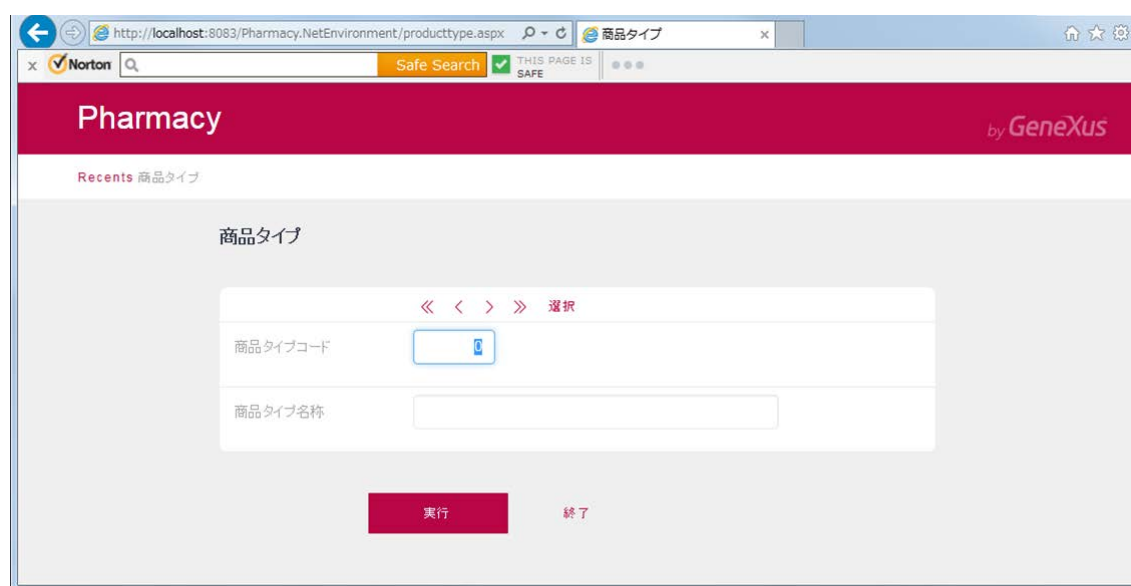 http://localhost:8083/Pharmacy.NetEnvironment/producttype.aspx 商品タイプ
x Norton Safe Search THIS PAGE IS SAFE
Pharmacy by GeneXus
Recents 商品タイプ
商品タイプ
選択
商品タイプコード 0
商品タイプ名称
実行 終了